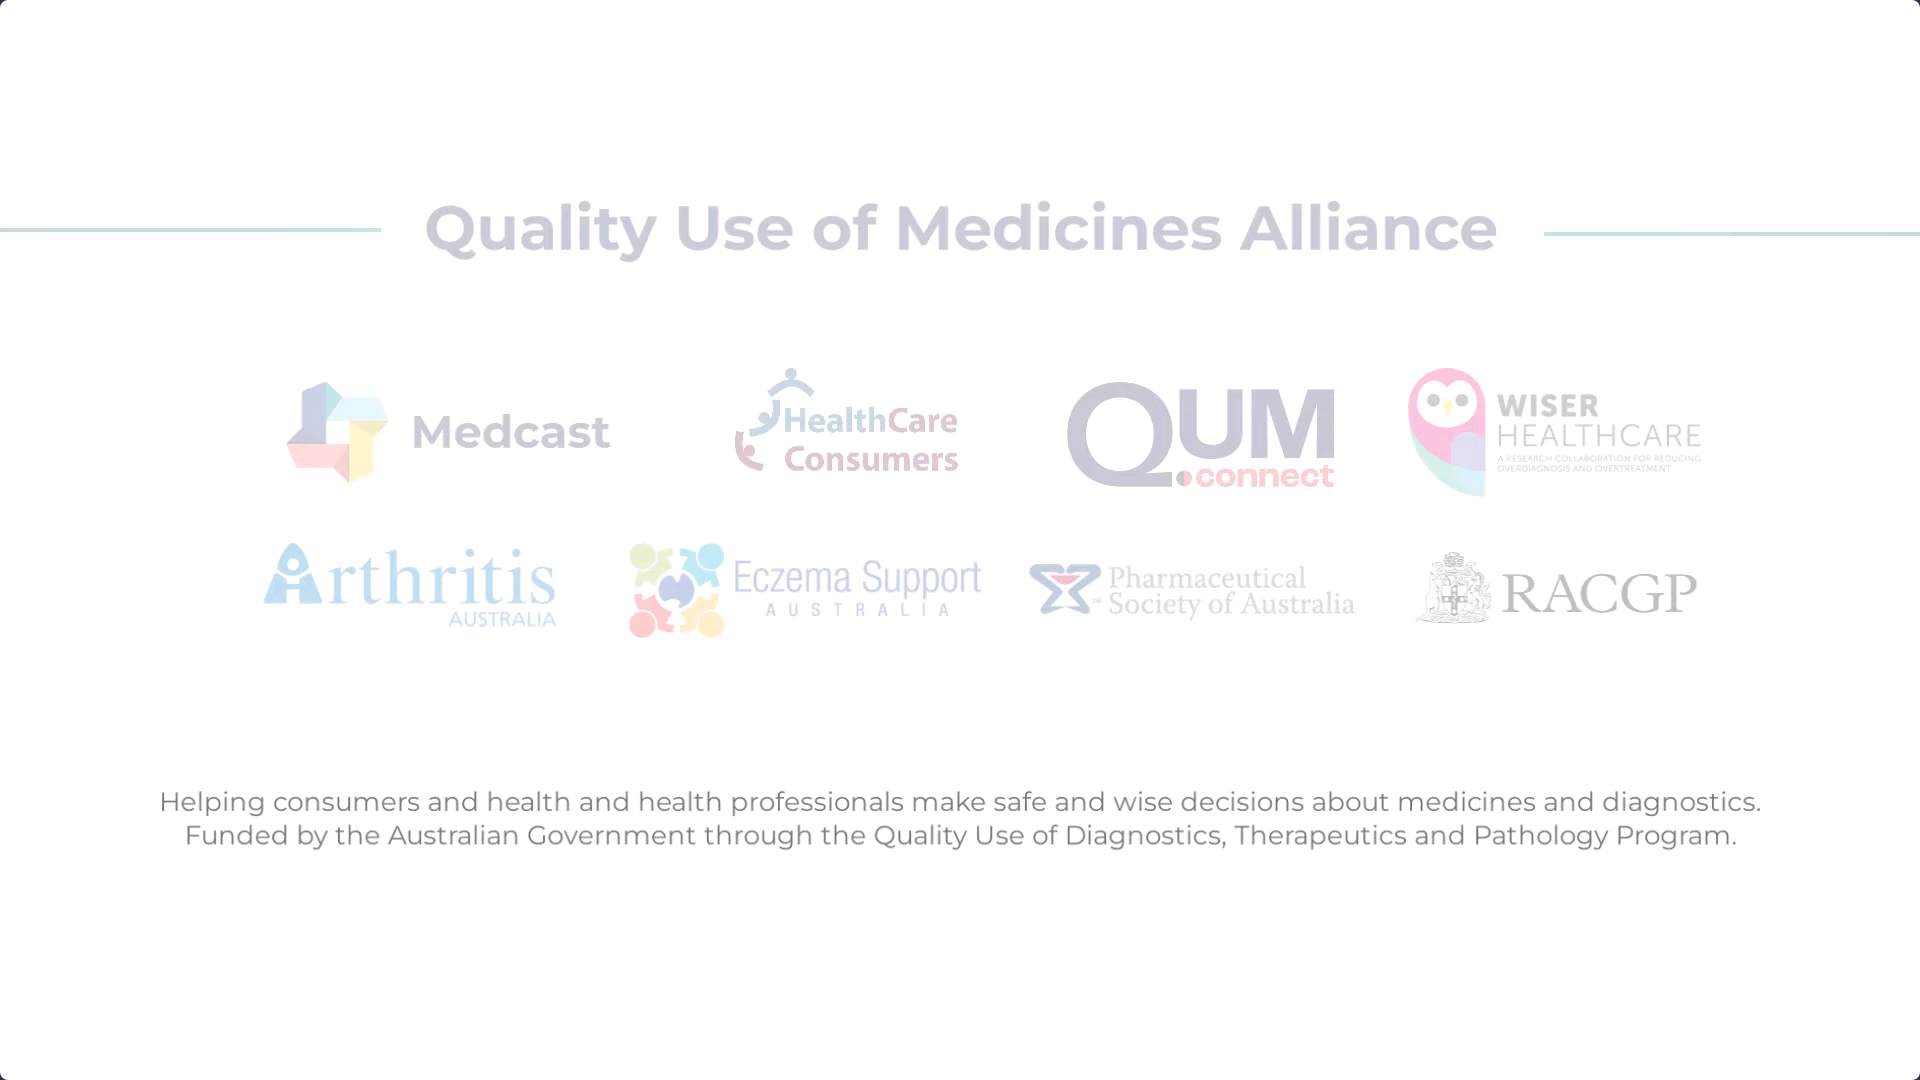 Quality Use of Medicines Alliance
Medcast
HealthCare
Consumers
QUM
connect
WISER
HEALTHCARE
A RESEARCH COLLABORATION FOR REDUCING
OVERDIAGNOSIS AND OVERTREATMENT
Arthritis
AUSTRALIA
Eczema Support
AUSTRALIA
Pharmaceutical
Society of Australia
RACGP
Helping consumers and health and health professionals make safe and wise decisions about medicines and diagnostics.
Funded by the Australian Government through the Quality Use of Diagnostics, Therapeutics and Pathology Program.